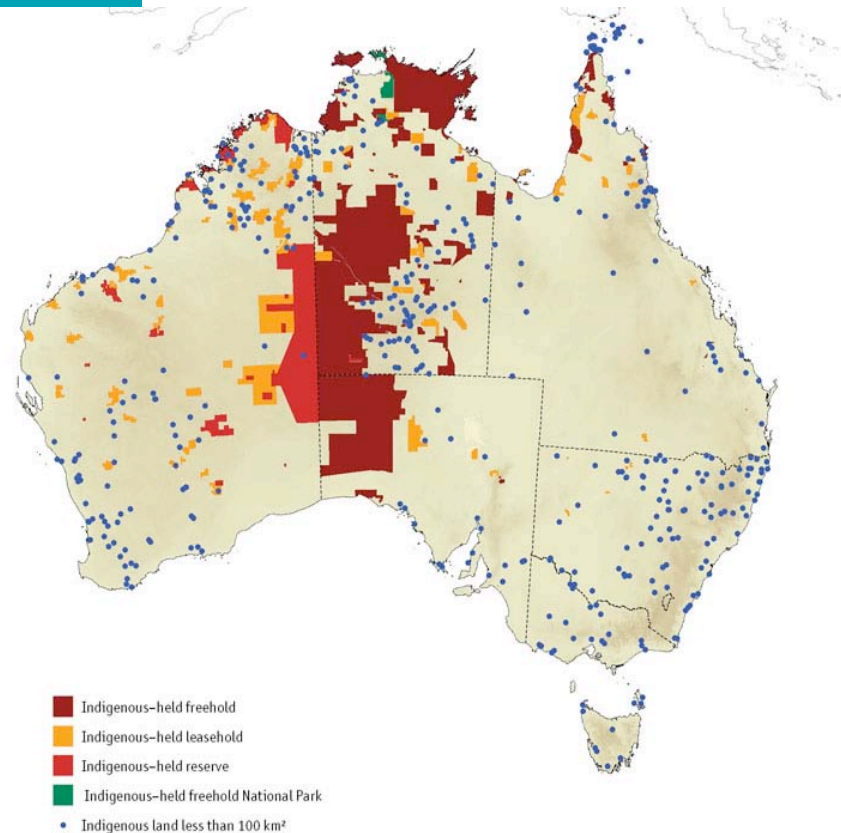 Indigenous–held freehold
Indigenous–held leasehold
Indigenous–held reserve
Indigenous–held freehold National Park
Indigenous land less than 100 km²